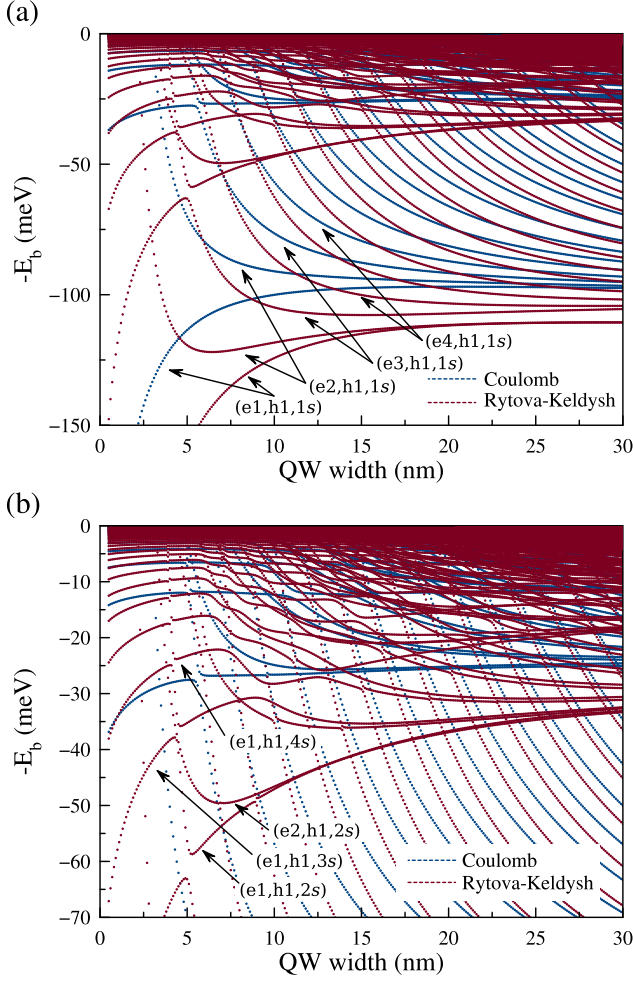 (a)
0
−50
−100
−150
-E_b (meV)
(e4,h1,1s)
(e3,h1,1s)
(e2,h1,1s)
(e1,h1,1s)
Coulomb
Rytova-Keldysh
0 5 10 15 20 25 30
QW width (nm)
(b)
0
−10
−20
−30
−40
−50
−60
−70
-E_b (meV)
(e1,h1,4s)
(e2,h1,2s)
(e1,h1,3s)
(e1,h1,2s)
Coulomb
Rytova-Keldysh
0 5 10 15 20 25 30
QW width (nm)